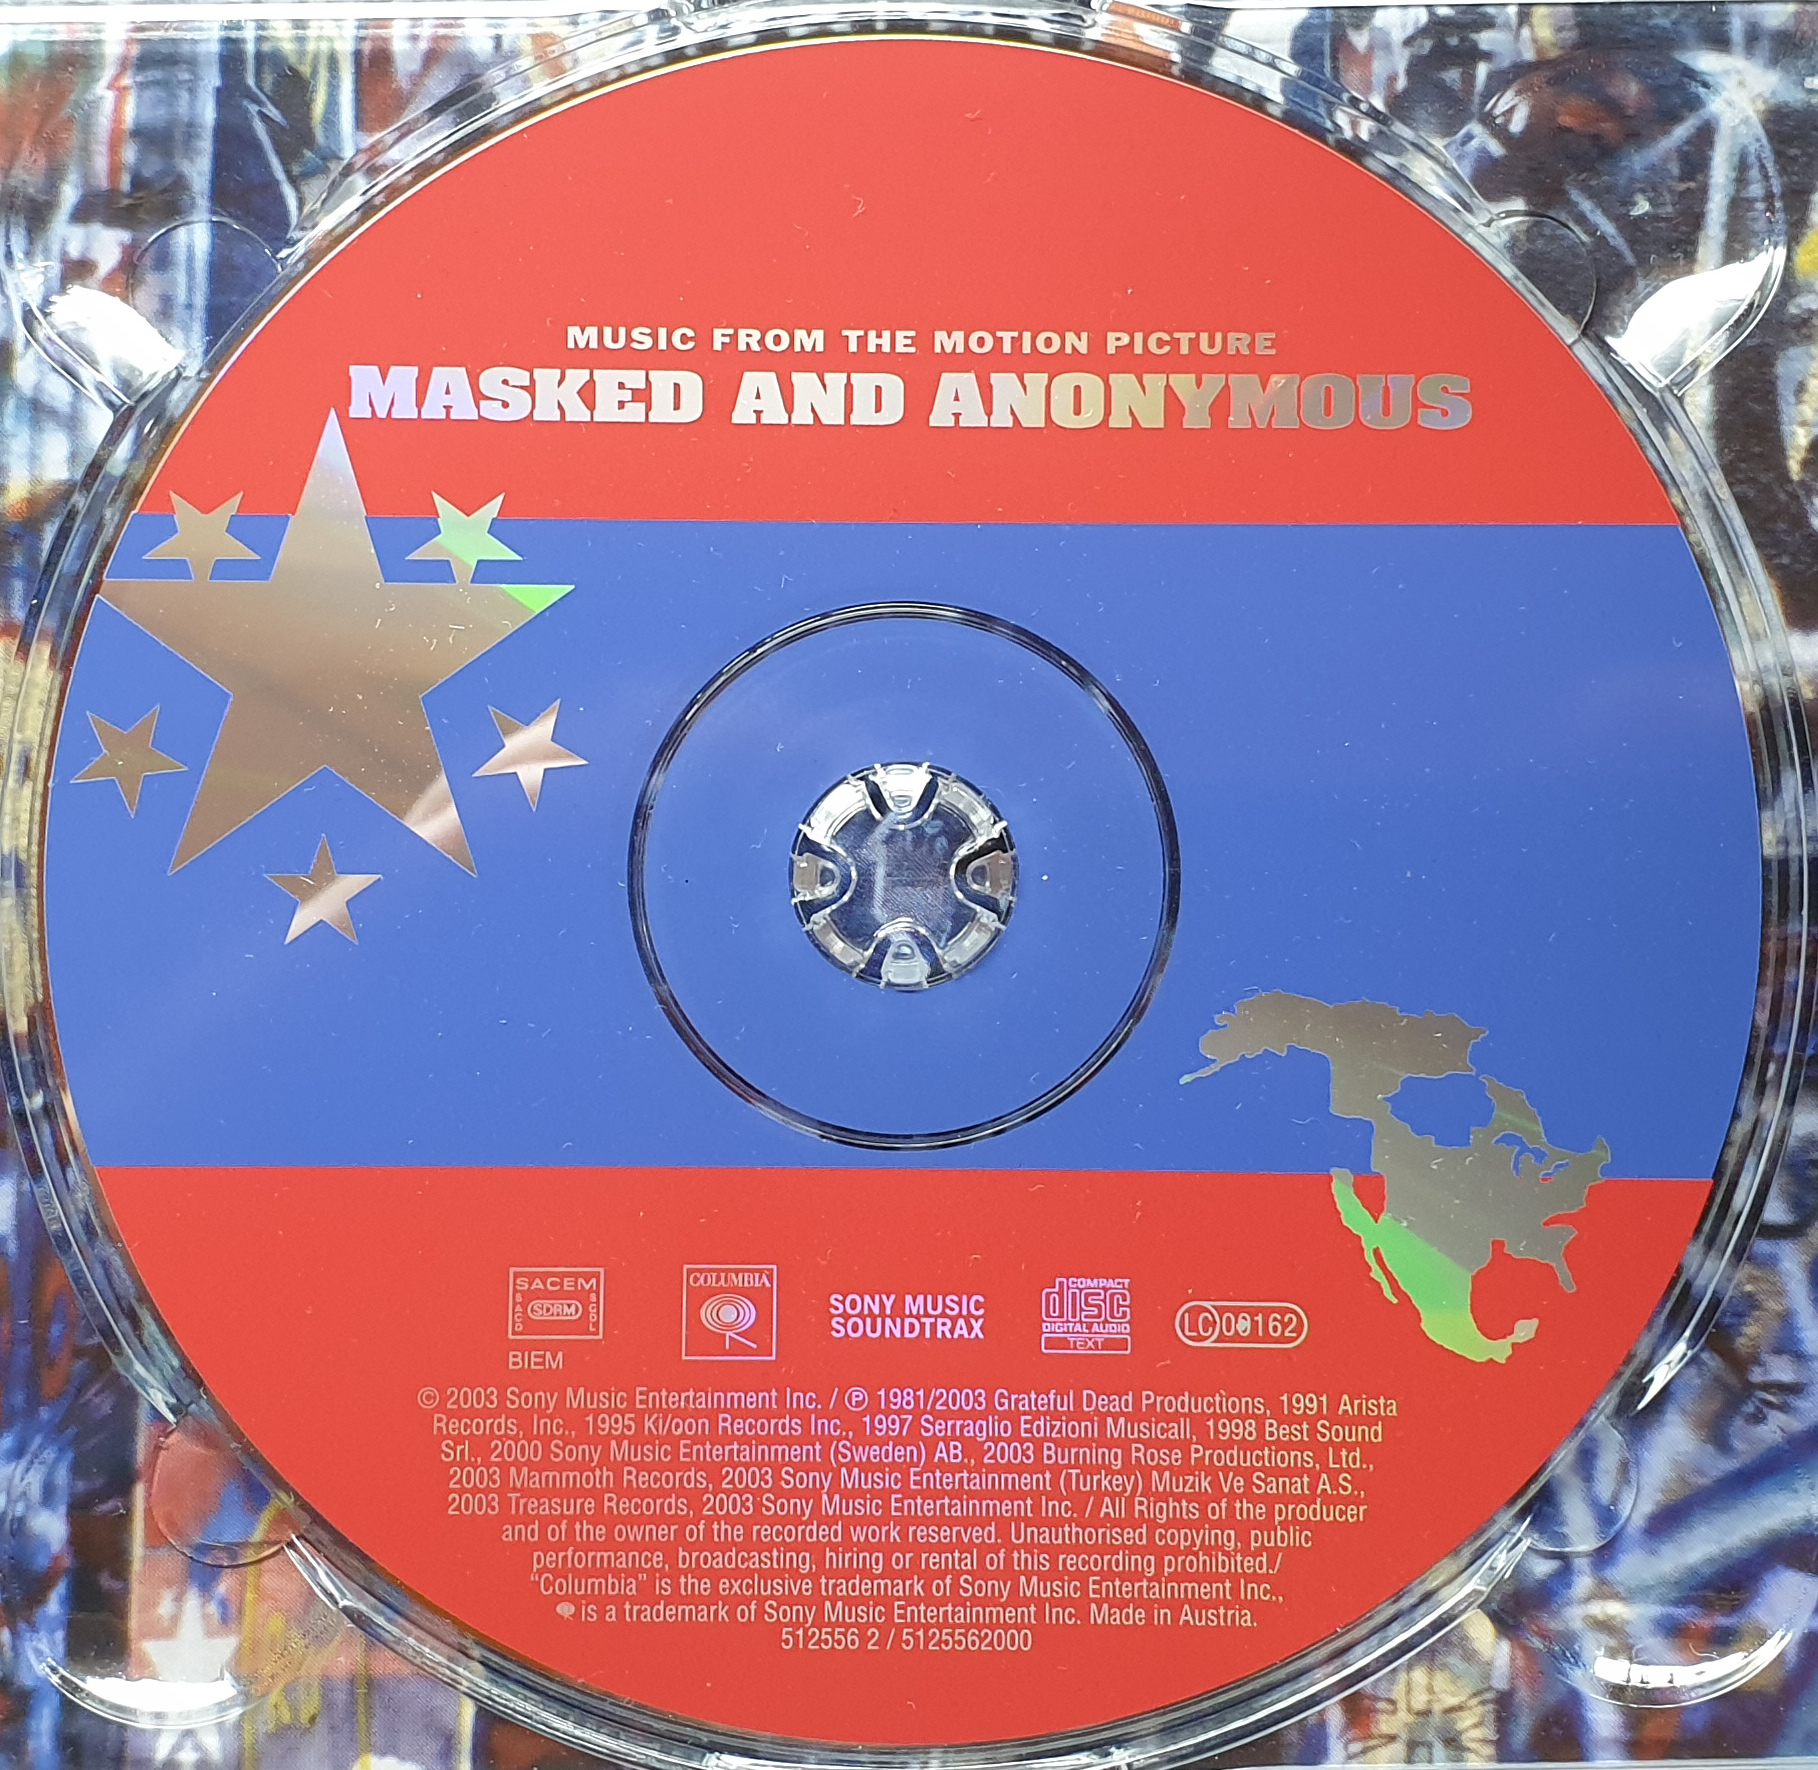 MUSIC FROM THE MOTION PICTURE
MASKED AND ANONYMOUS
SACEM
SACD
SDRM
SGDL
BIEM
COLUMBIA
SONY MUSIC
SOUNDTRAX
COMPACT
disc
DIGITAL AUDIO
TEXT
LC 00162
© 2003 Sony Music Entertainment Inc. / ℗ 1981/2003 Grateful Dead Productions, 1991 Arista
Records, Inc., 1995 Ki/oon Records Inc., 1997 Serraglio Edizioni Musicall, 1998 Best Sound
Srl., 2000 Sony Music Entertainment (Sweden) AB., 2003 Burning Rose Productions, Ltd.,
2003 Mammoth Records, 2003 Sony Music Entertainment (Turkey) Muzik Ve Sanat A.S.,
2003 Treasure Records, 2003 Sony Music Entertainment Inc. / All Rights of the producer
and of the owner of the recorded work reserved. Unauthorised copying, public
performance, broadcasting, hiring or rental of this recording prohibited./
“Columbia” is the exclusive trademark of Sony Music Entertainment Inc.,
is a trademark of Sony Music Entertainment Inc. Made in Austria.
512556 2 / 5125562000